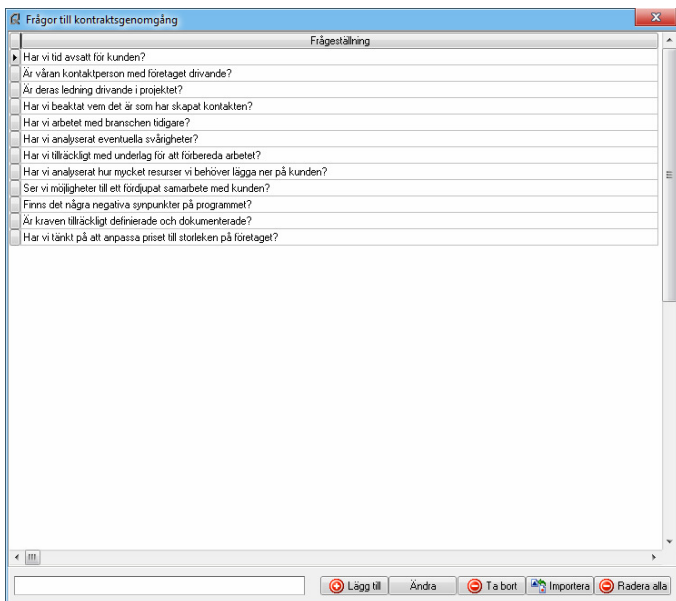 Frågor till kontraktsgenomgång
Frågeställning
Har vi tid avsatt för kunden?
Är våran kontaktperson med företaget drivande?
Är deras ledning drivande i projektet?
Har vi beaktat vem det är som har skapat kontakten?
Har vi arbetet med branschen tidigare?
Har vi analyserat eventuella svårigheter?
Har vi tillräckligt med underlag för att förbereda arbetet?
Har vi analyserat hur mycket resurser vi behöver lägga ner på kunden?
Ser vi möjligheter till ett fördjupat samarbete med kunden?
Finns det några negativa synpunkter på programmet?
Är kraven tillräckligt definierade och dokumenterade?
Har vi tänkt på att anpassa priset till storleken på företaget?
Lägg till Ändra Ta bort Importera Radera alla